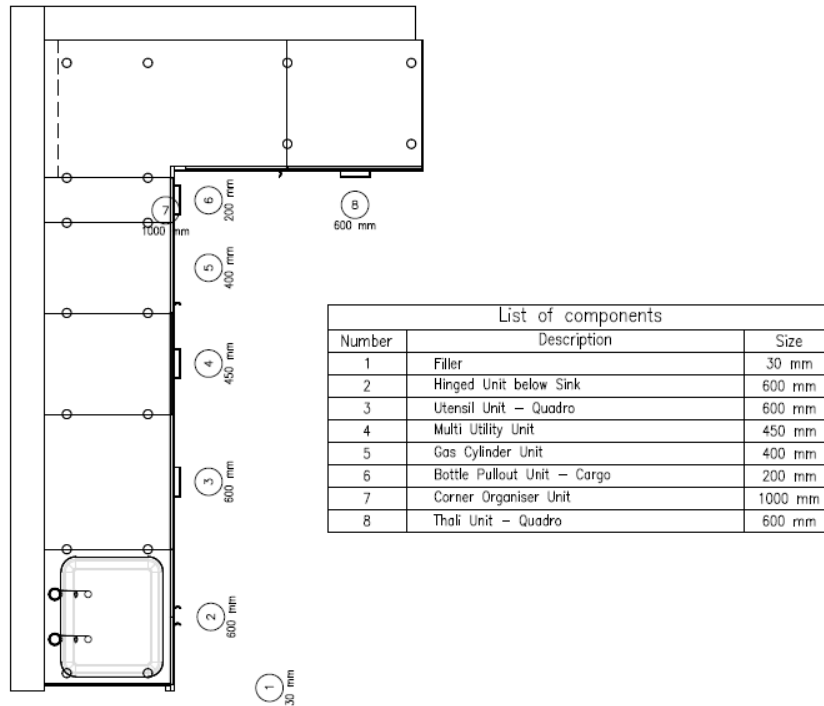 7
1000 mm
6
200 mm
8
600 mm
5
400 mm
4
450 mm
3
600 mm
2
600 mm
1
30 mm
List of components
Number Description Size
1 Filler 30 mm
2 Hinged Unit below Sink 600 mm
3 Utensil Unit – Quadro 600 mm
4 Multi Utility Unit 450 mm
5 Gas Cylinder Unit 400 mm
6 Bottle Pullout Unit – Cargo 200 mm
7 Corner Organiser Unit 1000 mm
8 Thali Unit – Quadro 600 mm